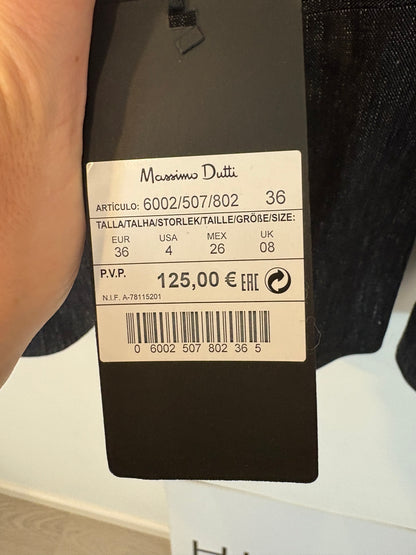 Massimo Dutti
ARTÍCULO: 6002/507/802 36
TALLA/TALHA/STORLEK/TAILLE/GRÖßE/SIZE:
EUR USA MEX UK
36 4 26 08
P.V.P. 125,00 € EAC
N.I.F. A-78115201
0 6002 507 802 36 5